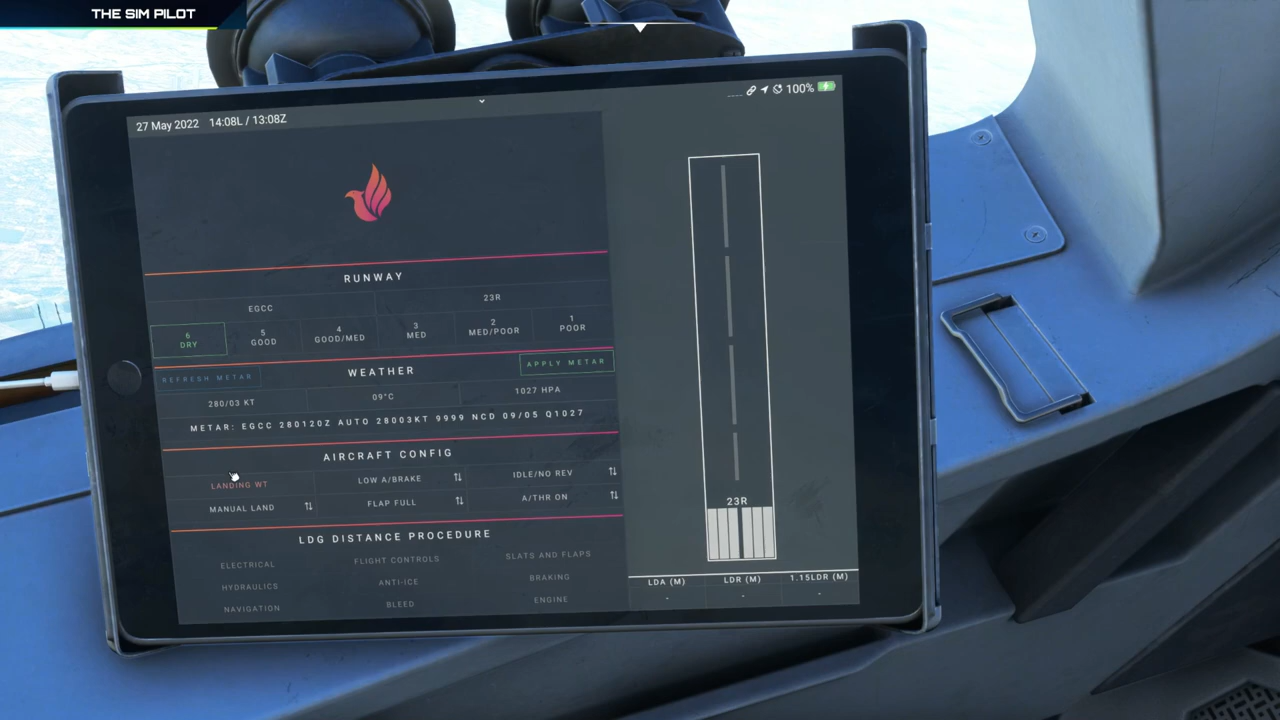 THE SIM PILOT
27 May 2022 14:08L / 13:08Z
100%
RUNWAY
EGCC 23R
6 DRY
5 GOOD
4 GOOD/MED
3 MED
2 MED/POOR
1 POOR
REFRESH METAR WEATHER APPLY METAR
280/03 KT 09°C 1027 HPA
METAR: EGCC 280120Z AUTO 28003KT 9999 NCD 09/05 Q1027
AIRCRAFT CONFIG
LANDING WT LOW A/BRAKE IDLE/NO REV
MANUAL LAND FLAP FULL A/THR ON
LDG DISTANCE PROCEDURE
ELECTRICAL FLIGHT CONTROLS SLATS AND FLAPS
HYDRAULICS ANTI-ICE BRAKING
NAVIGATION BLEED ENGINE
23R
LDA (M) LDR (M) 1.15LDR (M)
- - -